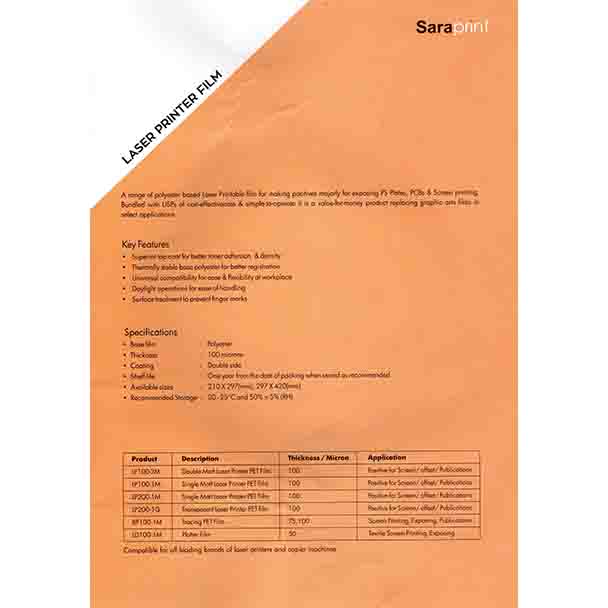 Saraprint
LASER PRINTER FILM
A range of polyester based Laser Printable film for making positives majorly for exposing PS Plates, PCBs & Screen printing.
Bundled with USPs of cost-effectiveness & simple-to-operate it is a value-for-money product replacing graphic arts films in
select applications.
Key Features
• Superior top coat for better toner adhesion & density
• Thermally stable base polyester for better registration
• Universal compatibility for ease & flexibility at workplace
• Daylight operations for ease of handling
• Surface treatment to prevent finger marks
Specifications
• Base film : Polyester
• Thickness : 100 microns
• Coating : Double side
• Shelf life : One year from the date of packing when stored as recommended
• Available sizes : 210 X 297(mm), 297 X 420(mm)
• Recommended Storage : 20 -25°C and 50% ± 5% (RH)
Product Description Thickness / Micron Application
LP100-2M Double Matt Laser Printer PET Film 100 Positive for Screen/ offset/ Publications
LP100-1M Single Matt Laser Printer PET Film 100 Positive for Screen/ offset/ Publications
LP200-1M Single Matt Laser Printer PET Film 100 Positive for Screen/ offset/ Publications
LP200-1G Transparent Laser Printer PET Film 100 Positive for Screen/ offset/ Publications
RP100-1M Tracing PET Film 75,100 Screen Printing, Exposing, Publications
LD100-1M Plotter Film 50 Textile Screen Printing, Exposing
Compatible for all leading brands of laser printers and copier machines